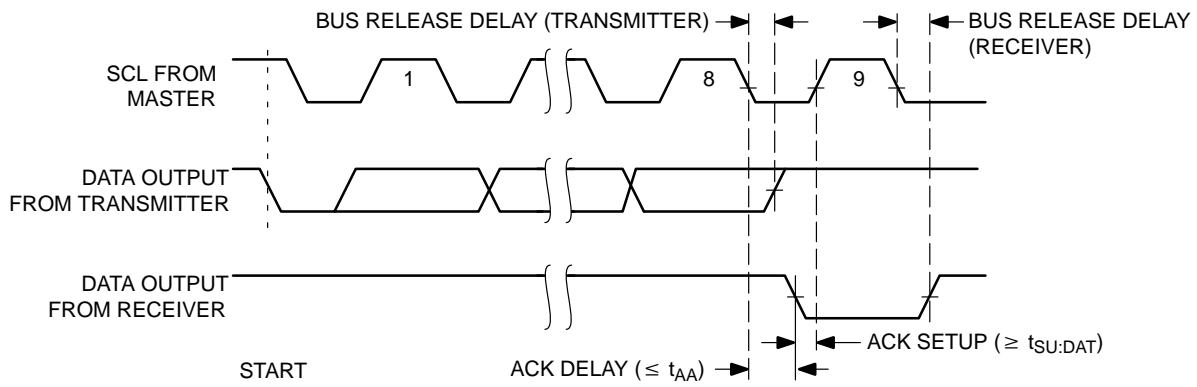 BUS RELEASE DELAY (TRANSMITTER)
BUS RELEASE DELAY
(RECEIVER)
SCL FROM
MASTER
1
8
9
DATA OUTPUT
FROM TRANSMITTER
DATA OUTPUT
FROM RECEIVER
START
ACK DELAY (≤ tAA)
ACK SETUP (≥ tSU:DAT)